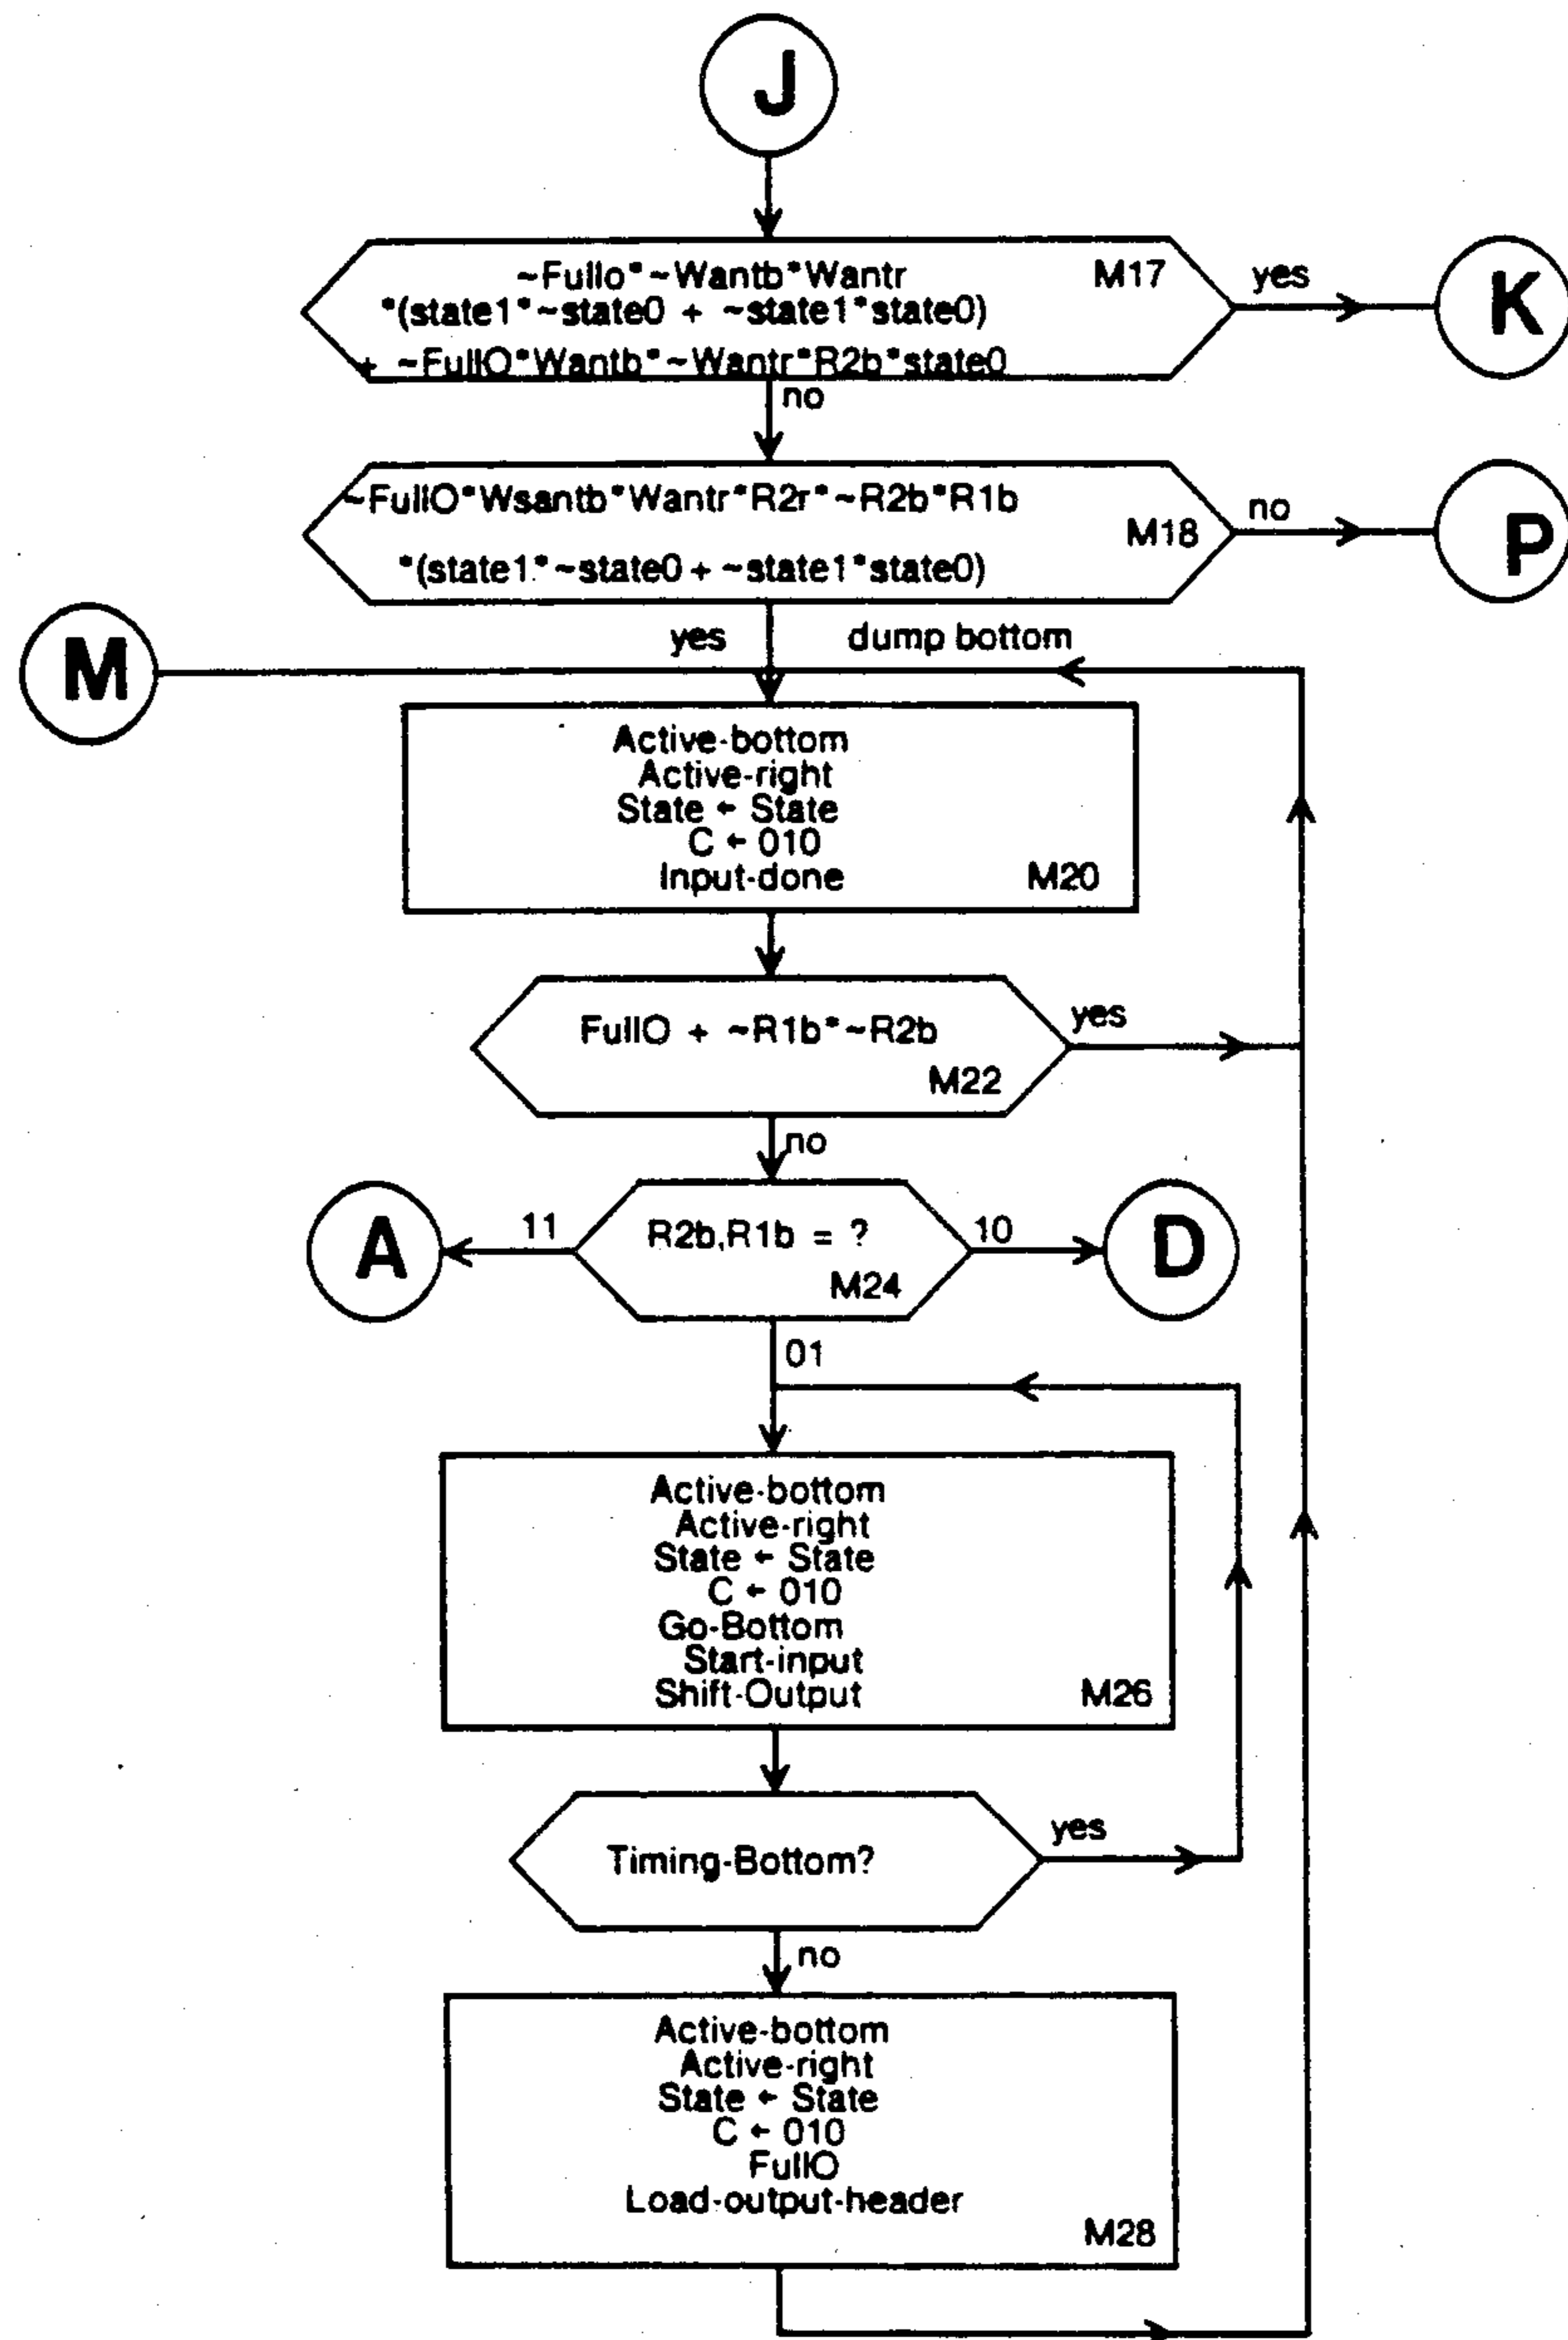 J
~Fullo*~Wantb*Wantr
M17
yes
*(state1*~state0 + ~state1*state0)
K
+ ~FullO*Wantb*~Wantr*R2b*state0
no
~FullO*Wsantb*Wantr*R2r*~R2b*R1b
no
M18
P
*(state1*~state0 + ~state1*state0)
yes
dump bottom
M
Active-bottom
Active-right
State ← State
C ← 010
Input-done
M20
FullO + ~R1b*~R2b
yes
M22
no
A
11
R2b,R1b = ?
10
D
M24
01
Active-bottom
Active-right
State ← State
C ← 010
Go-Bottom
Start-input
Shift-Output
M26
Timing-Bottom?
yes
no
Active-bottom
Active-right
State ← State
C ← 010
FullO
Load-output-header
M28